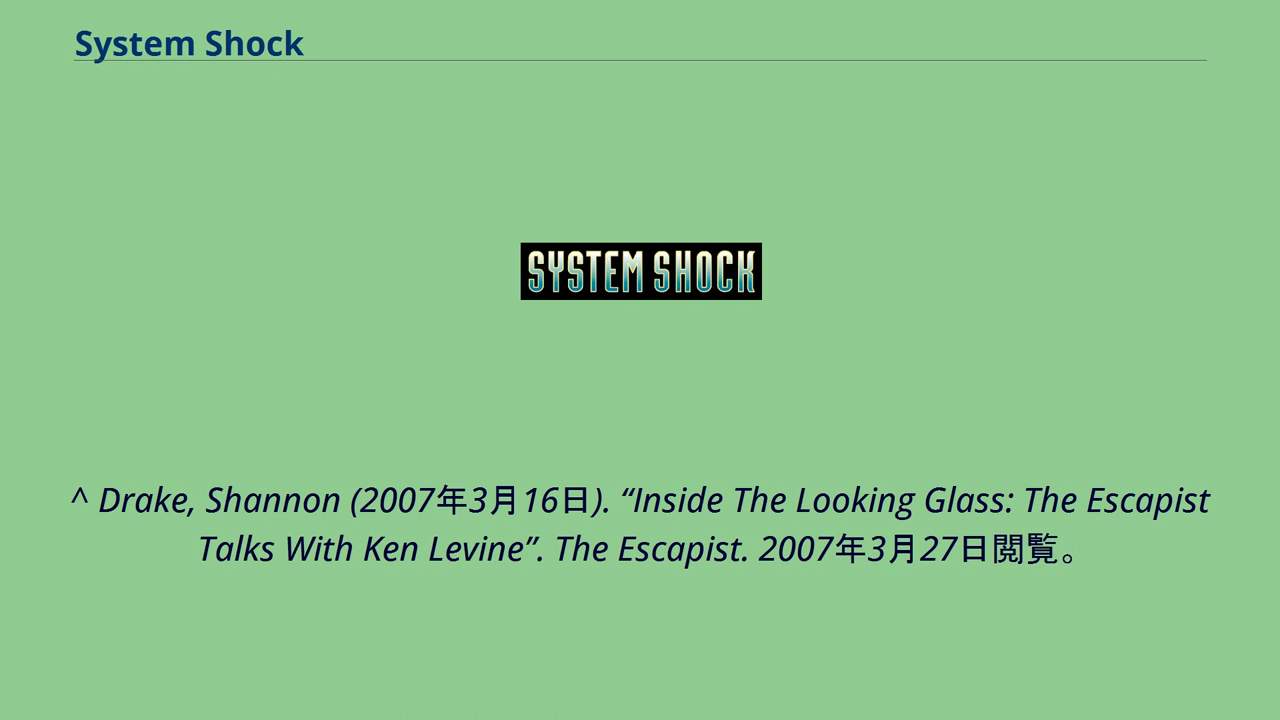 System Shock
SYSTEM SHOCK
^ Drake, Shannon (2007年3月16日). “Inside The Looking Glass: The Escapist
Talks With Ken Levine”. The Escapist. 2007年3月27日閲覧。